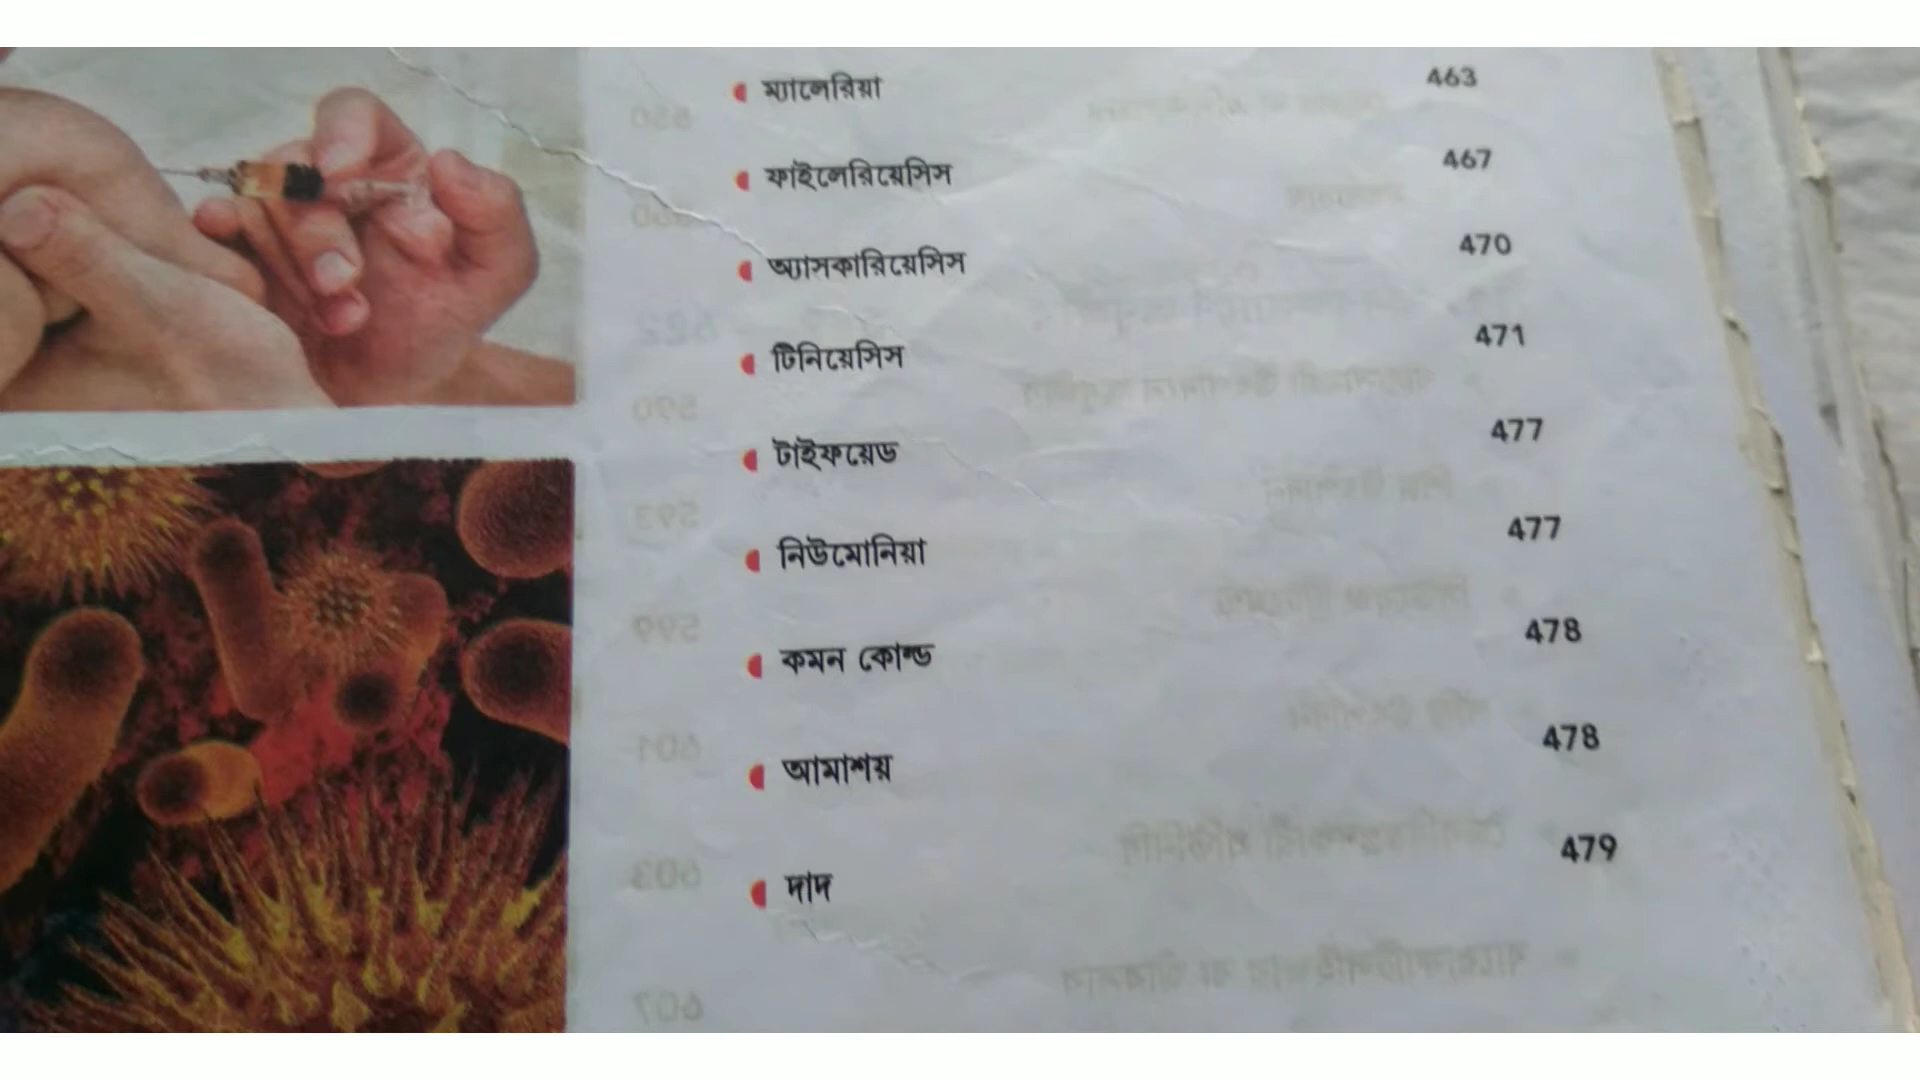 ম্যালেরিয়া 463
ফাইলেরিয়েসিস 467
অ্যাসকারিয়েসিস 470
টিনিয়েসিস 471
টাইফয়েড 477
নিউমোনিয়া 477
কমন কোল্ড 478
আমাশয় 478
দাদ 479